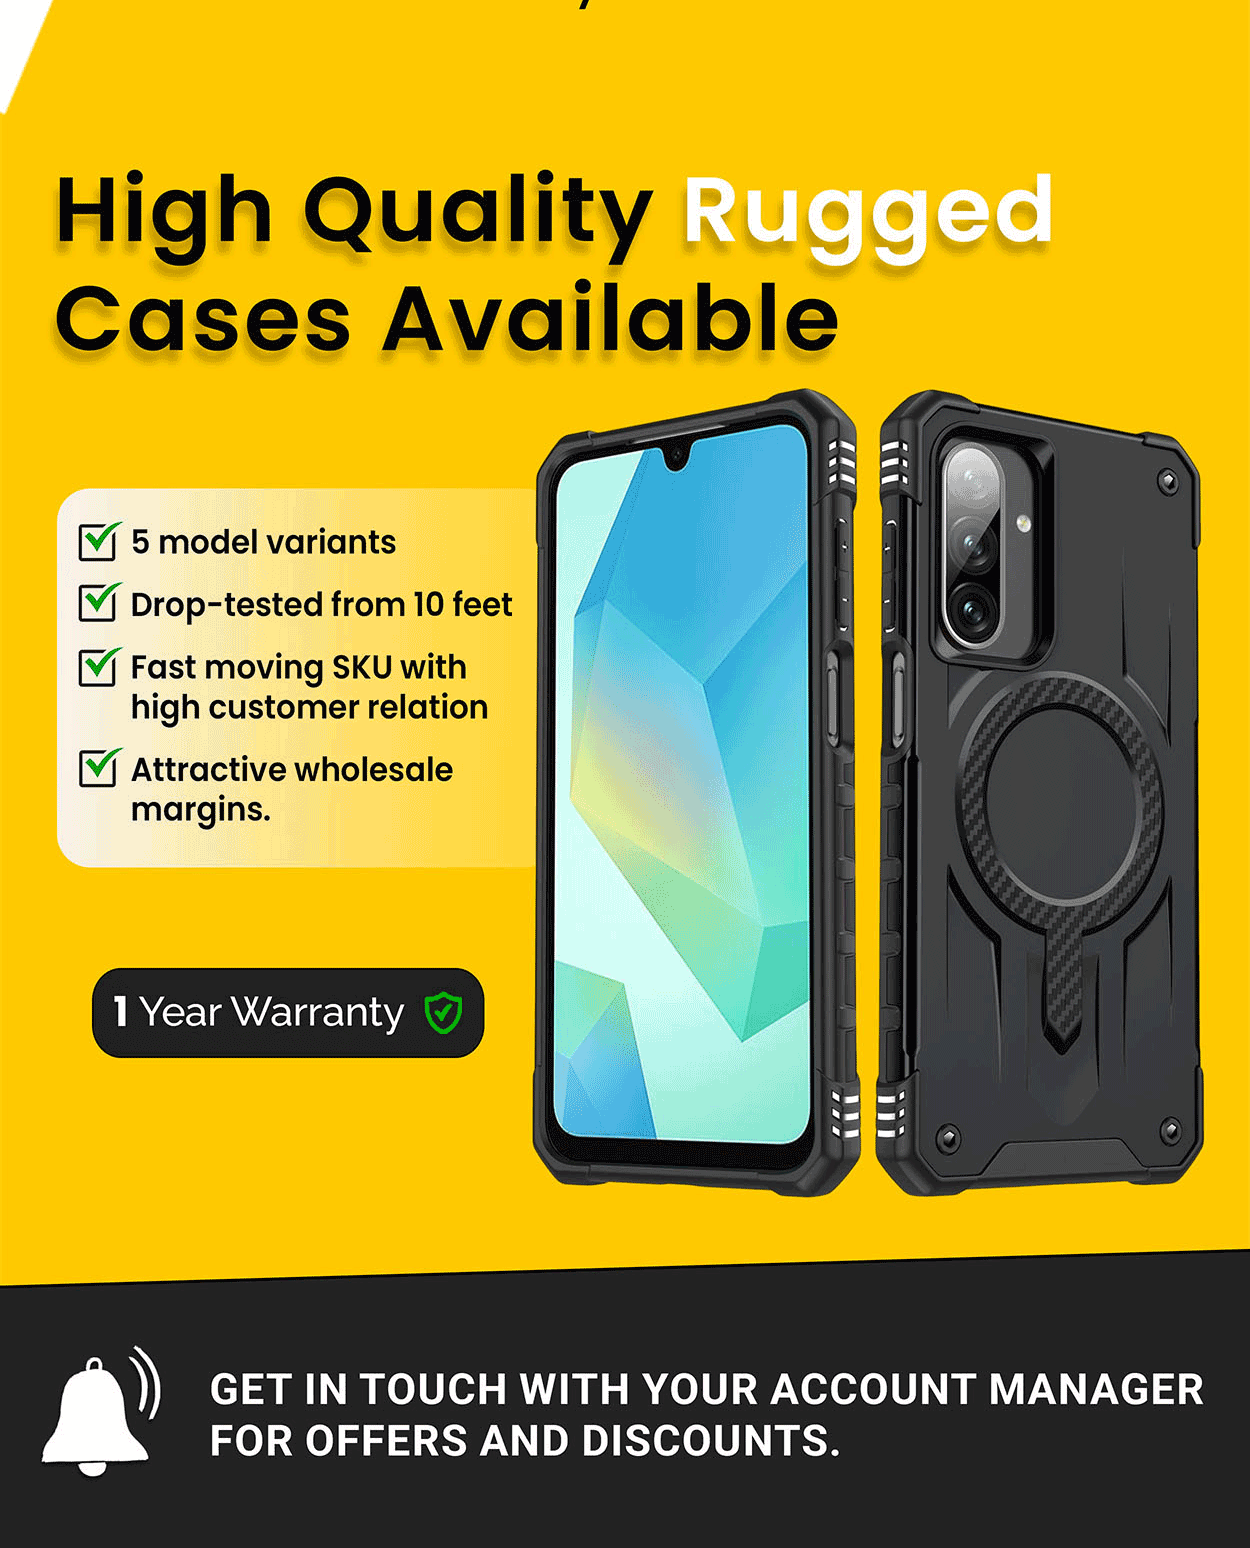 High Quality Rugged
Cases Available
5 model variants
Drop-tested from 10 feet
Fast moving SKU with
high customer relation
Attractive wholesale
margins.
1 Year Warranty
GET IN TOUCH WITH YOUR ACCOUNT MANAGER
FOR OFFERS AND DISCOUNTS.